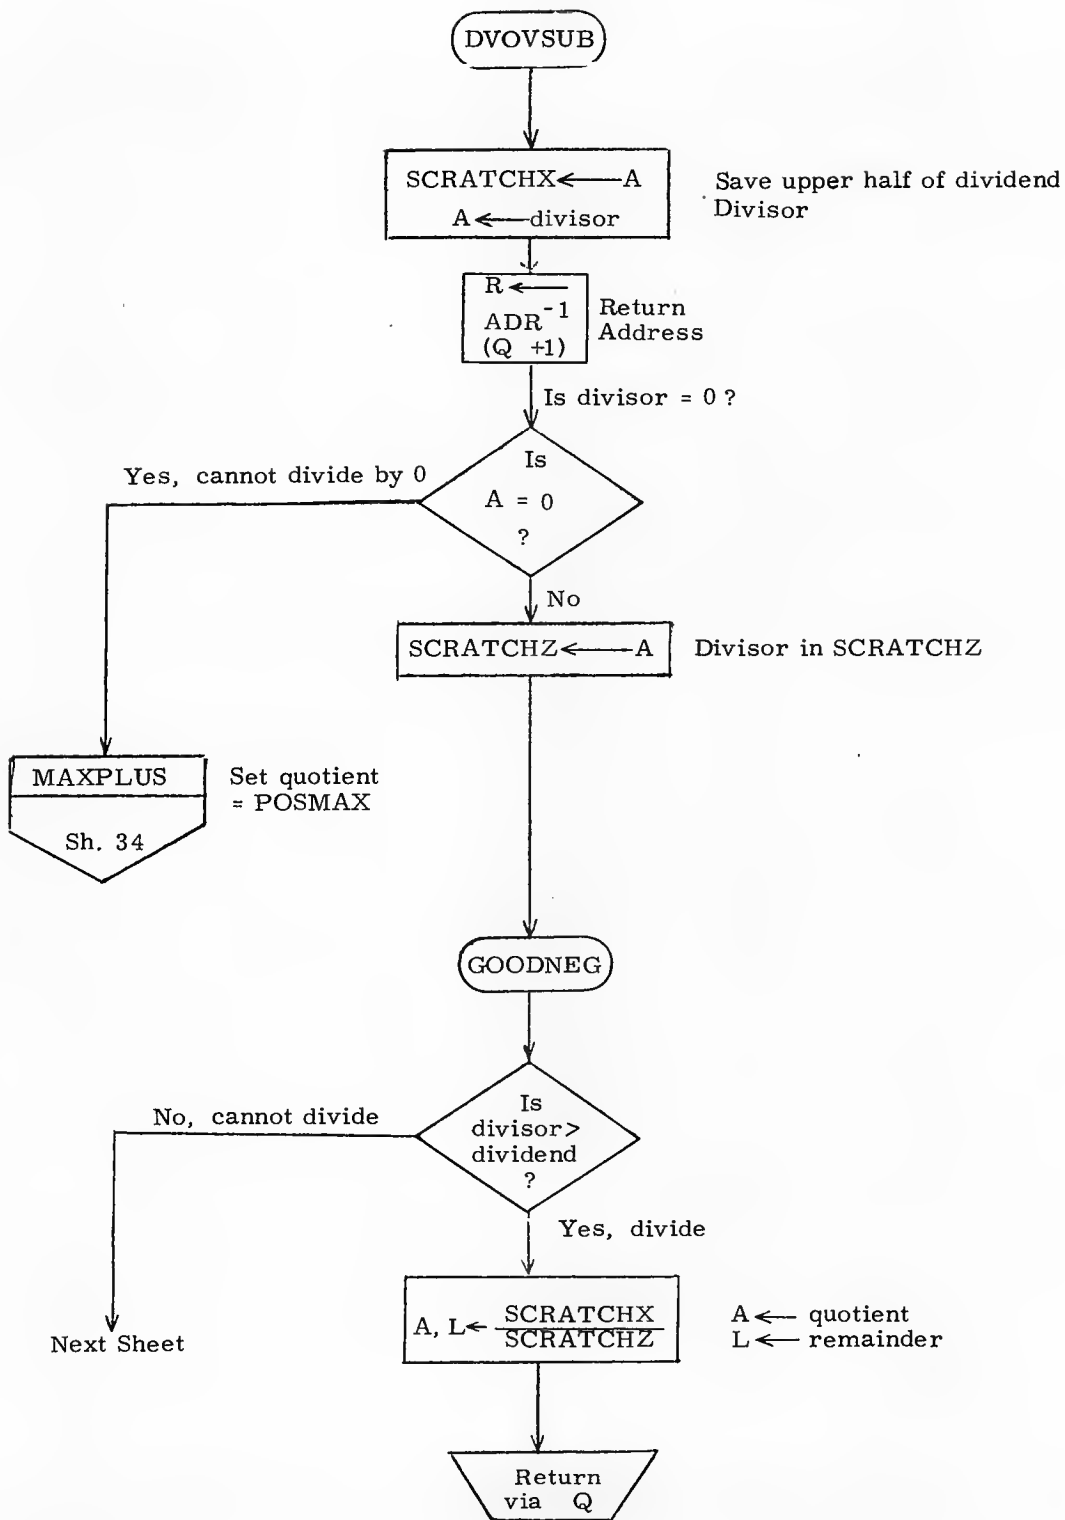 DVOVSUB
SCRATCHX←A
A←divisor
Save upper half of dividend
Divisor
R←
ADR-1
(Q +1)
Return
Address
Is divisor = 0 ?
Is
A = 0
?
Yes, cannot divide by 0
No
SCRATCHZ←A
Divisor in SCRATCHZ
MAXPLUS
Sh. 34
Set quotient
= POSMAX
GOODNEG
Is
divisor>
dividend
?
No, cannot divide
Yes, divide
Next Sheet
A, L← SCRATCHX
SCRATCHZ
A← quotient
L← remainder
Return
via Q